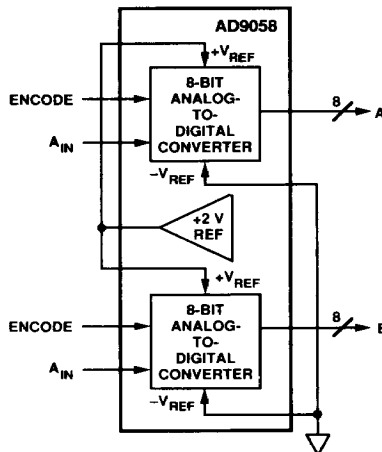 AD9058
+VREF
ENCODE
8-BIT
ANALOG-
TO-
DIGITAL
CONVERTER
8
A
AIN
−VREF
+2 V
REF
+VREF
ENCODE
8-BIT
ANALOG-
TO-
DIGITAL
CONVERTER
8
B
AIN
−VREF